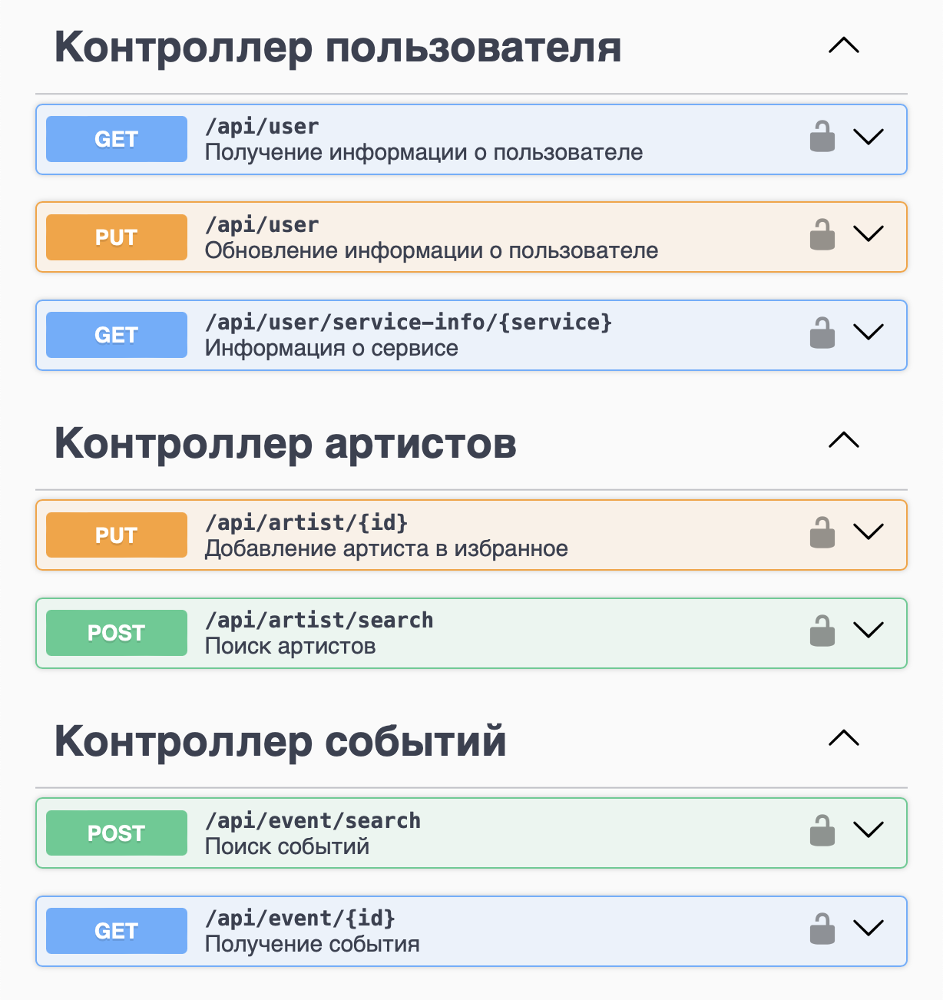 Контроллер пользователя
GET
/api/user
Получение информации о пользователе
PUT
/api/user
Обновление информации о пользователе
GET
/api/user/service-info/{service}
Информация о сервисе
Контроллер артистов
PUT
/api/artist/{id}
Добавление артиста в избранное
POST
/api/artist/search
Поиск артистов
Контроллер событий
POST
/api/event/search
Поиск событий
GET
/api/event/{id}
Получение события